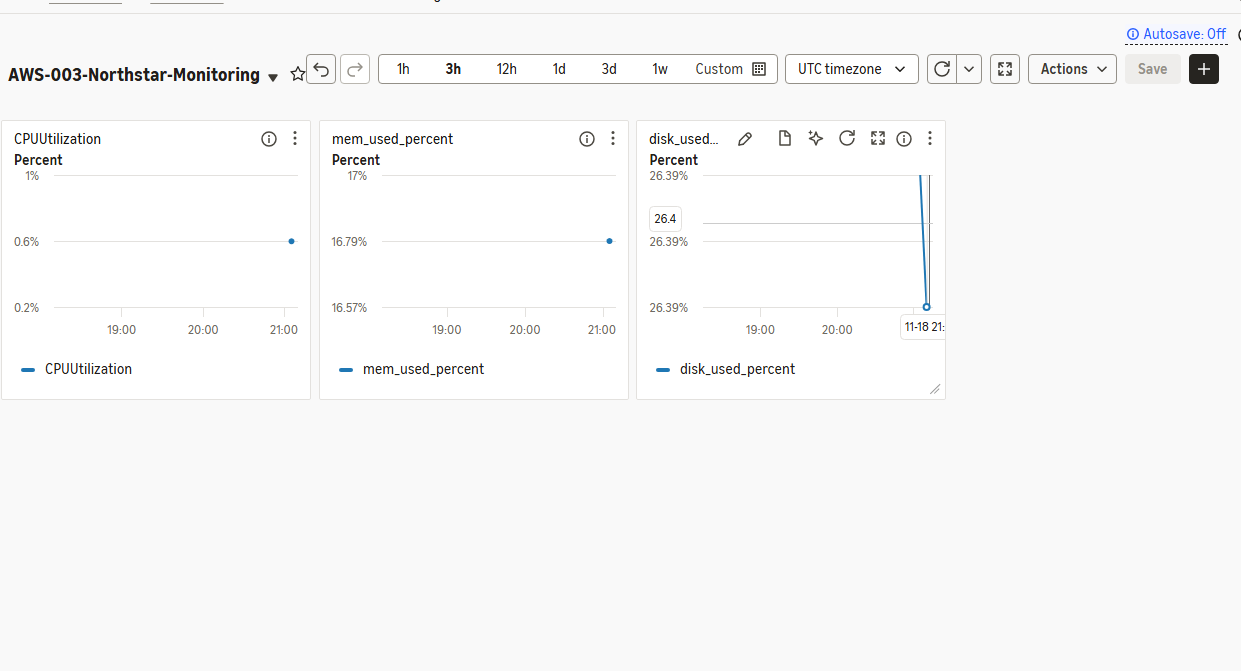 Autosave: Off
AWS-003-Northstar-Monitoring
1h 3h 12h 1d 3d 1w Custom
UTC timezone
Actions
Save
CPUUtilization
Percent
1%
0.6%
0.2%
19:00 20:00 21:00
CPUUtilization
mem_used_percent
Percent
17%
16.79%
16.57%
19:00 20:00 21:00
mem_used_percent
disk_used...
Percent
26.39%
26.4
26.39%
26.39%
19:00 20:00
11-18 21:
disk_used_percent